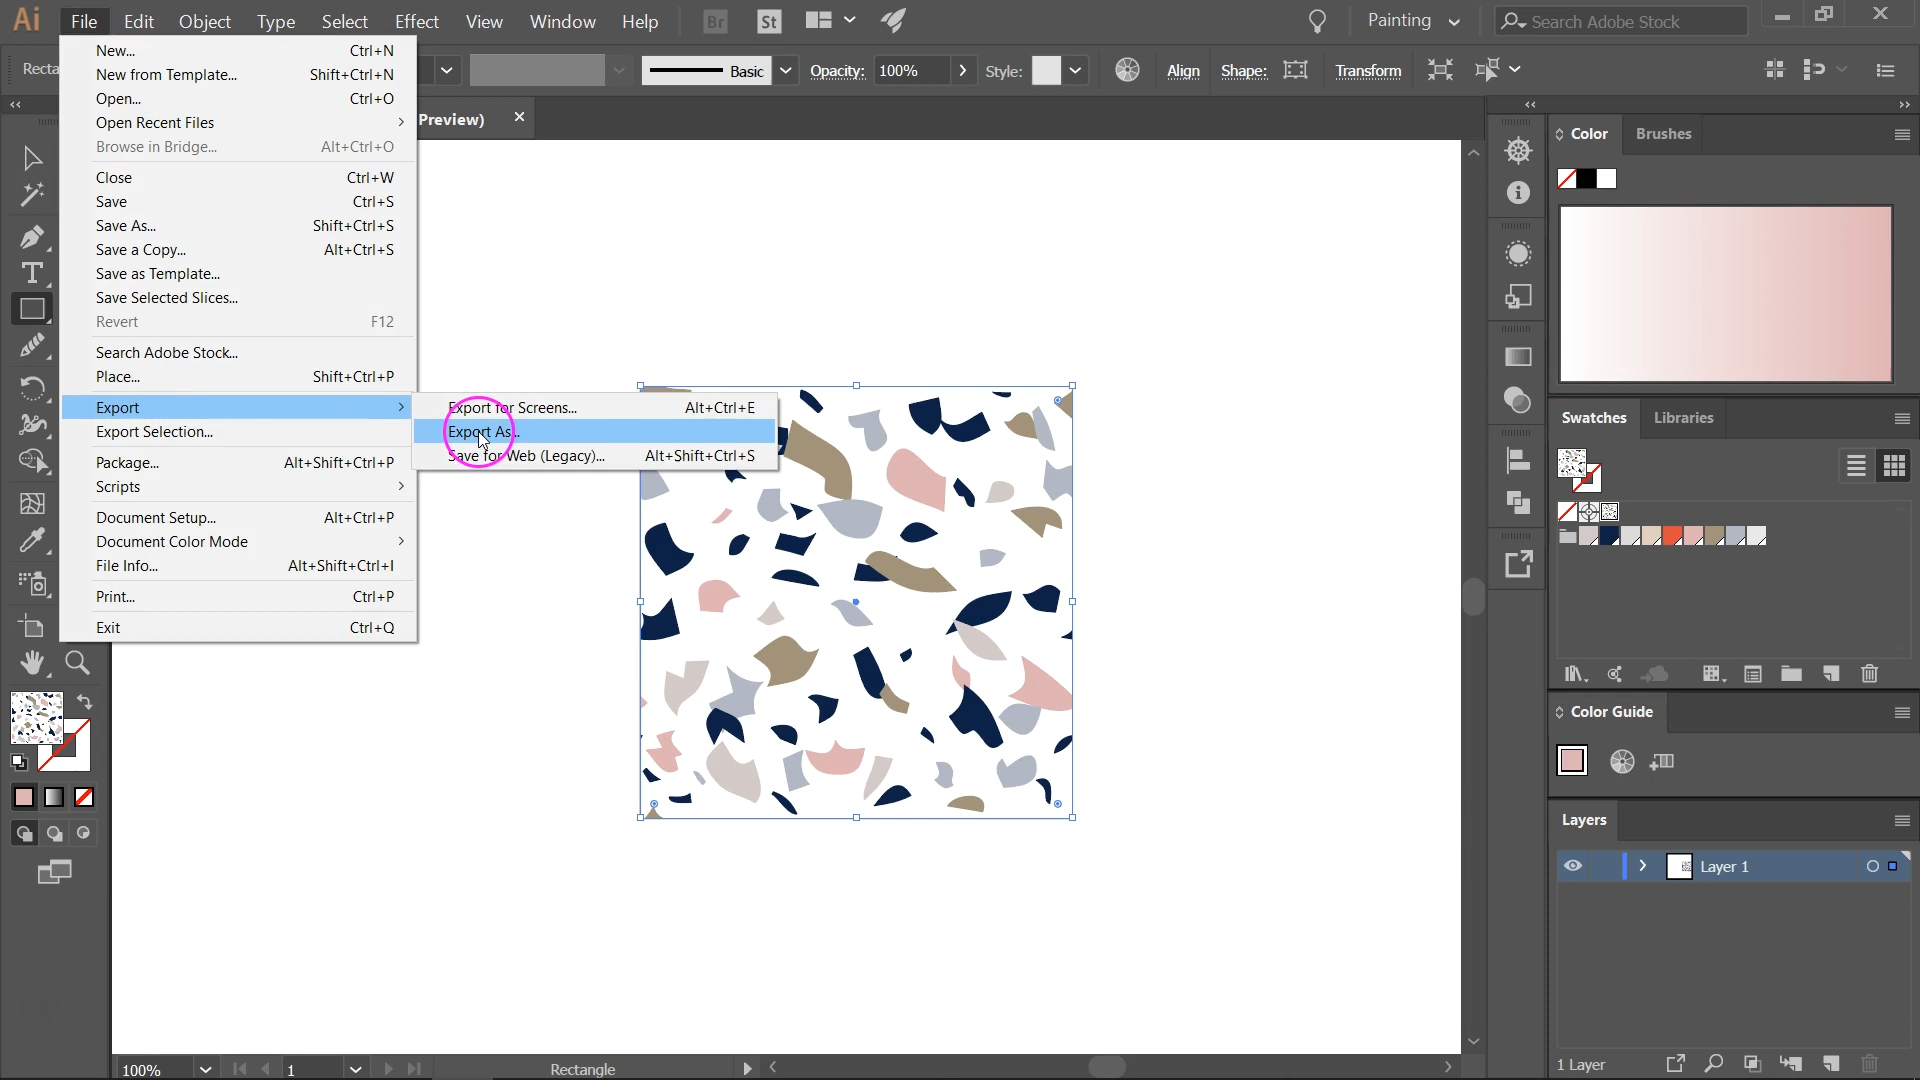 Ai File Edit Object Type Select Effect View Window Help Br St Painting Search Adobe Stock
Recta Basic Opacity: 100% Style: Align Shape: Transform
Preview)
New... Ctrl+N
New from Template... Shift+Ctrl+N
Open... Ctrl+O
Open Recent Files
Browse in Bridge... Alt+Ctrl+O
Close Ctrl+W
Save Ctrl+S
Save As... Shift+Ctrl+S
Save a Copy... Alt+Ctrl+S
Save as Template...
Save Selected Slices...
Revert F12
Search Adobe Stock...
Place... Shift+Ctrl+P
Export
Export Selection...
Package... Alt+Shift+Ctrl+P
Scripts
Document Setup... Alt+Ctrl+P
Document Color Mode
File Info... Alt+Shift+Ctrl+I
Print... Ctrl+P
Exit Ctrl+Q
Export for Screens... Alt+Ctrl+E
Export As...
Save for Web (Legacy)... Alt+Shift+Ctrl+S
Color Brushes
Swatches Libraries
Color Guide
Layers
Layer 1
1 Layer
100% 1 Rectangle